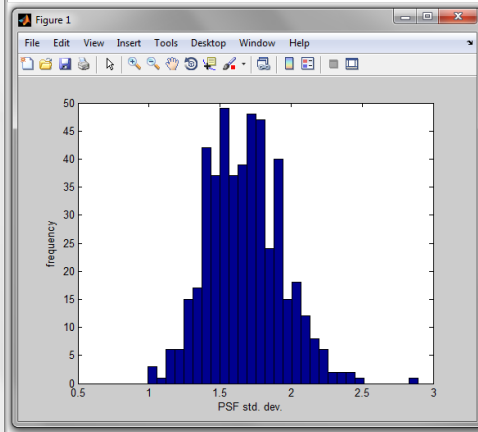 Figure 1
File Edit View Insert Tools Desktop Window Help
50
45
40
35
30
25
20
15
10
5
0
frequency
0.5 1 1.5 2 2.5 3
PSF std. dev.